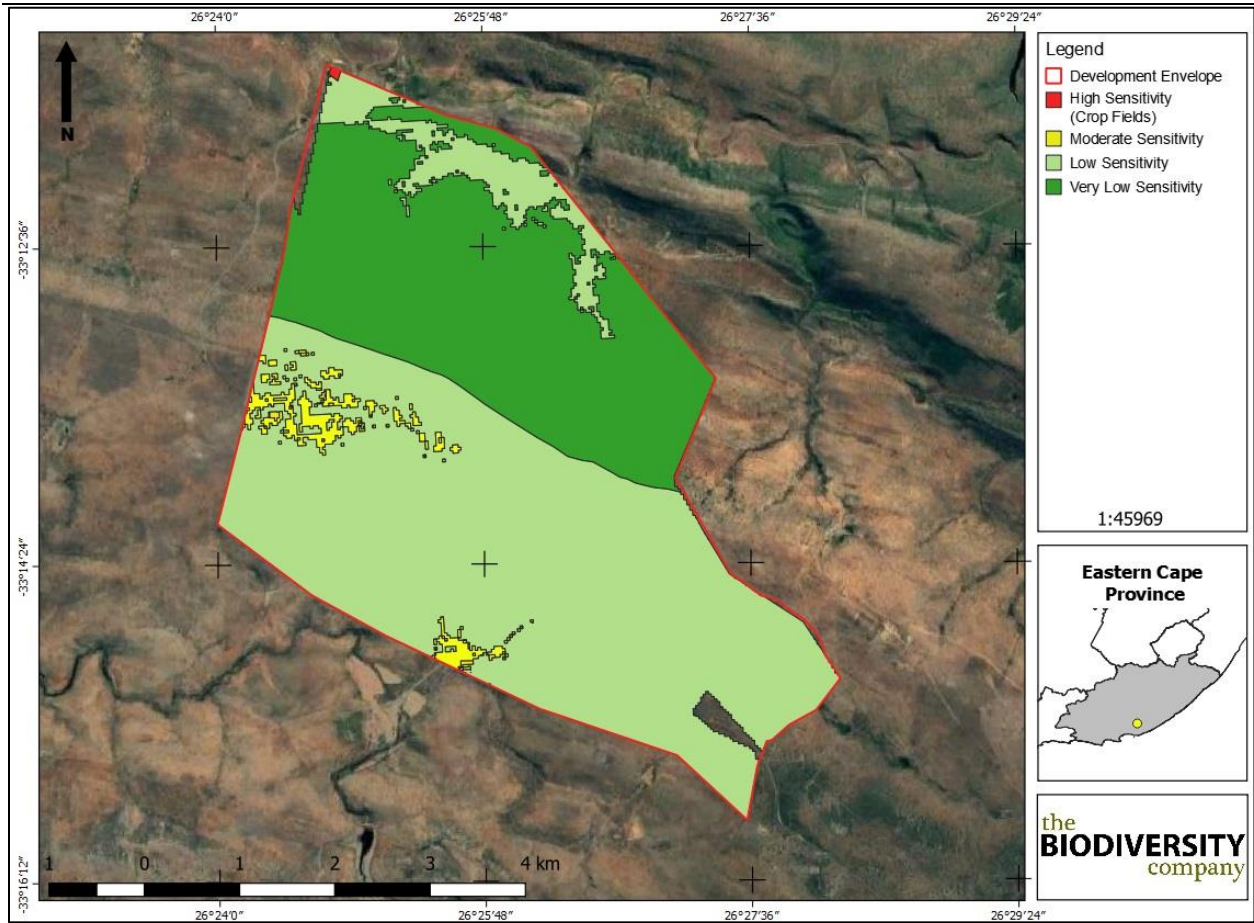 26°24′0″ 26°25′48″ 26°27′36″ 26°29′24″
Legend
Development Envelope
High Sensitivity
(Crop Fields)
Moderate Sensitivity
Low Sensitivity
Very Low Sensitivity
N
-33°12′36″
-33°14′24″
-33°16′12″
1:45969
Eastern Cape
Province
1 0 1 2 3 4 km
the
BIODIVERSITY
company
26°24′0″ 26°25′48″ 26°27′36″ 26°29′24″